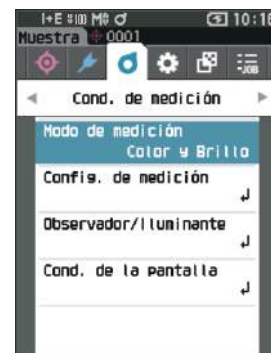 I+E M/I 10:16
Muestra 0001
JOB
Cond. de medición
Modo de medición
Color y Brillo
Config. de medición
Observador/Iluminante
Cond. de la pantalla